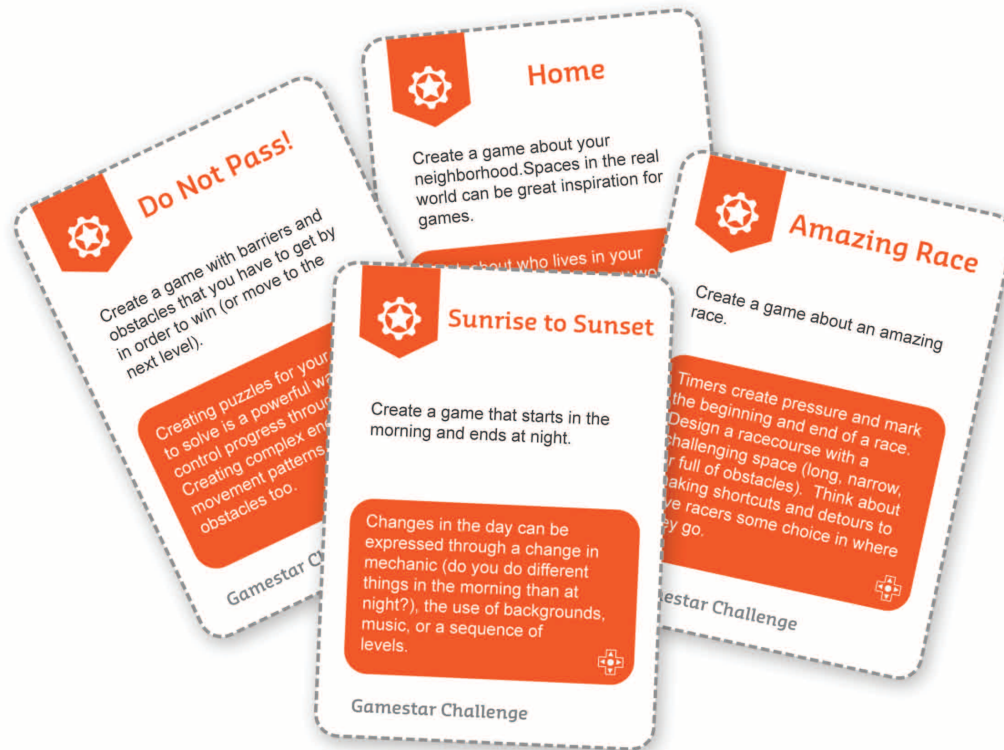 Do Not Pass!
Create a game with barriers and
obstacles that you have to get by
in order to win (or move to the
next level).
Creating puzzles for your
to solve is a powerful
control progress
Creating complex
movement patterns
obstacles too.
Gamestar
Home
Create a game about your
neighborhood.Spaces in the real
world can be great inspiration for
games.
about who lives in your
Sunrise to Sunset
Create a game that starts in the
morning and ends at night.
Changes in the day can be
expressed through a change in
mechanic (do you do different
things in the morning than at
night?), the use of backgrounds,
music, or a sequence of
levels.
Gamestar Challenge
Amazing Race
Create a game about an amazing
race.
Timers create pressure and mark
the beginning and end of a race.
Design a racecourse with a
challenging space (long, narrow,
full of obstacles). Think about
shortcuts and detours to
racers some choice in where
go.
Challenge